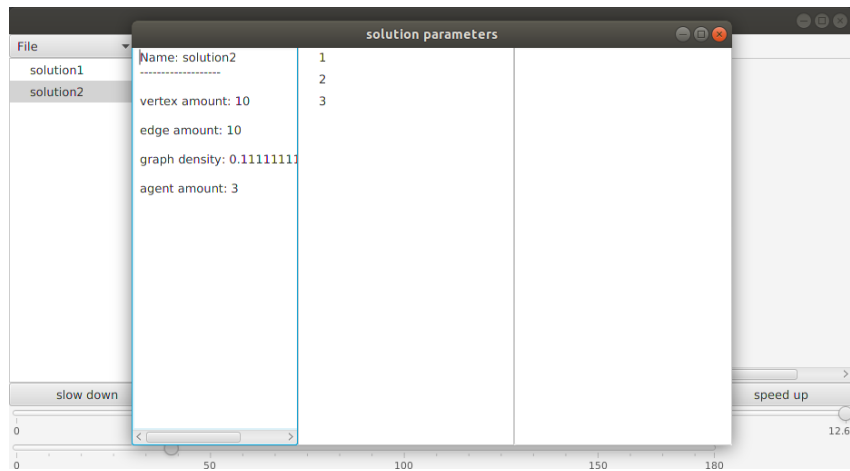 solution parameters
File
solution1
solution2
Name: solution2
-------------------
vertex amount: 10
edge amount: 10
graph density: 0.11111111
agent amount: 3
1
2
3
slow down
speed up
0
12.6
0
50
100
150
180